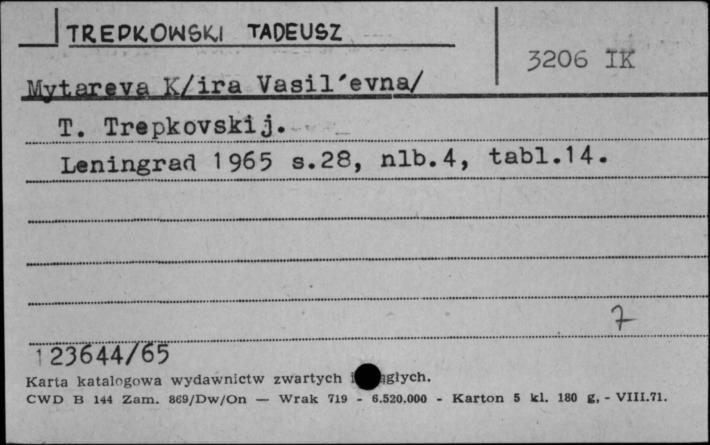 TREPKOWSKI TADEUSZ
3206 IK
Mytareva K/ira Vasil'evna/
T. Trepkovskij.
Leningrad 1965 s.28, nlb.4, tabl.14.
7
123644/65
Karta katalogowa wydawnictw zwartych
CWD B 144 Zam. 869/Dw/On — Wrak 719 - 6.520.000 - Karton 5 kl. 180 g. - VIII.71.